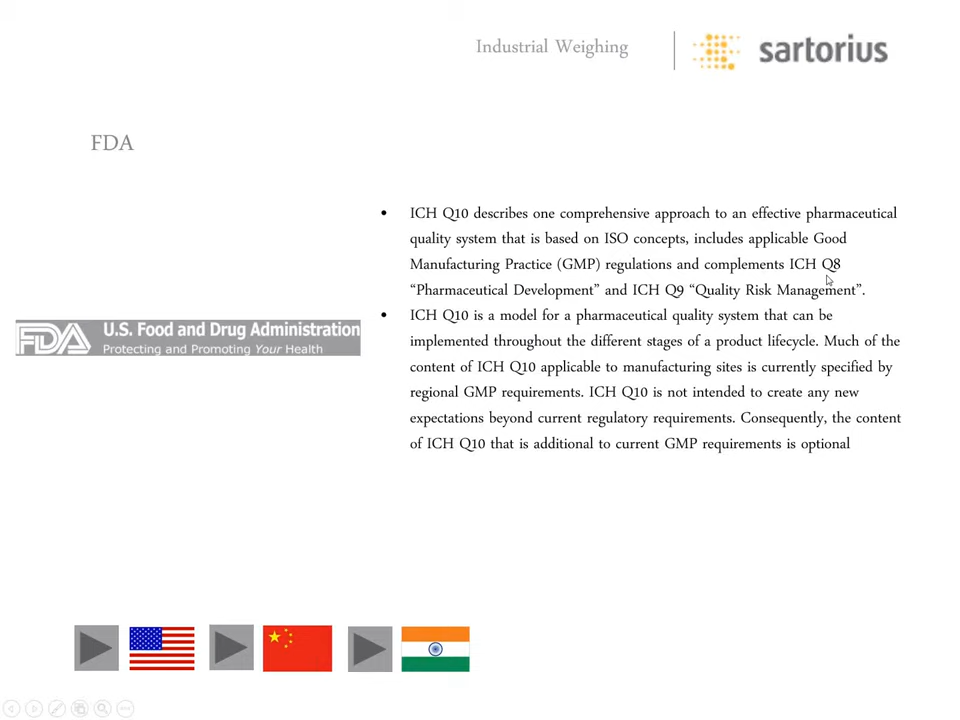 Industrial Weighing
sartorius
FDA
• ICH Q10 describes one comprehensive approach to an effective pharmaceutical
quality system that is based on ISO concepts, includes applicable Good
Manufacturing Practice (GMP) regulations and complements ICH Q8
“Pharmaceutical Development” and ICH Q9 “Quality Risk Management”.
• ICH Q10 is a model for a pharmaceutical quality system that can be
implemented throughout the different stages of a product lifecycle. Much of the
content of ICH Q10 applicable to manufacturing sites is currently specified by
regional GMP requirements. ICH Q10 is not intended to create any new
expectations beyond current regulatory requirements. Consequently, the content
of ICH Q10 that is additional to current GMP requirements is optional
FDA U.S. Food and Drug Administration
Protecting and Promoting Your Health